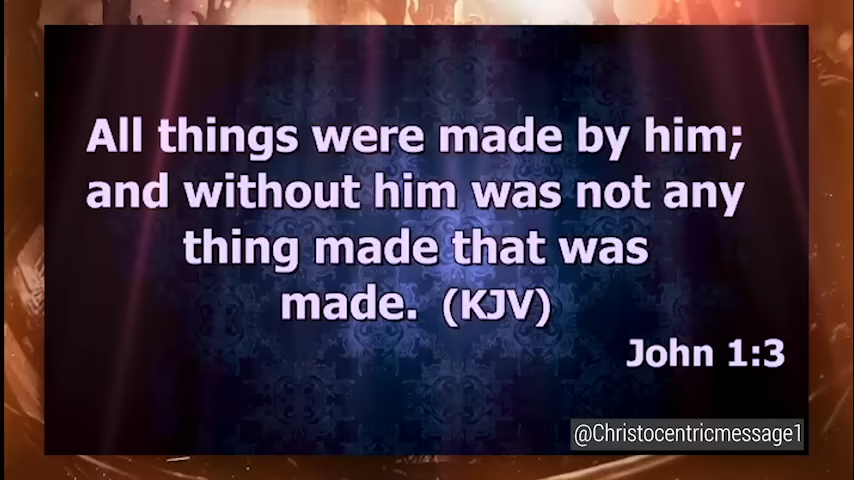 All things were made by him;
and without him was not any
thing made that was
made. (KJV)
John 1:3
@Christocentricmessage1